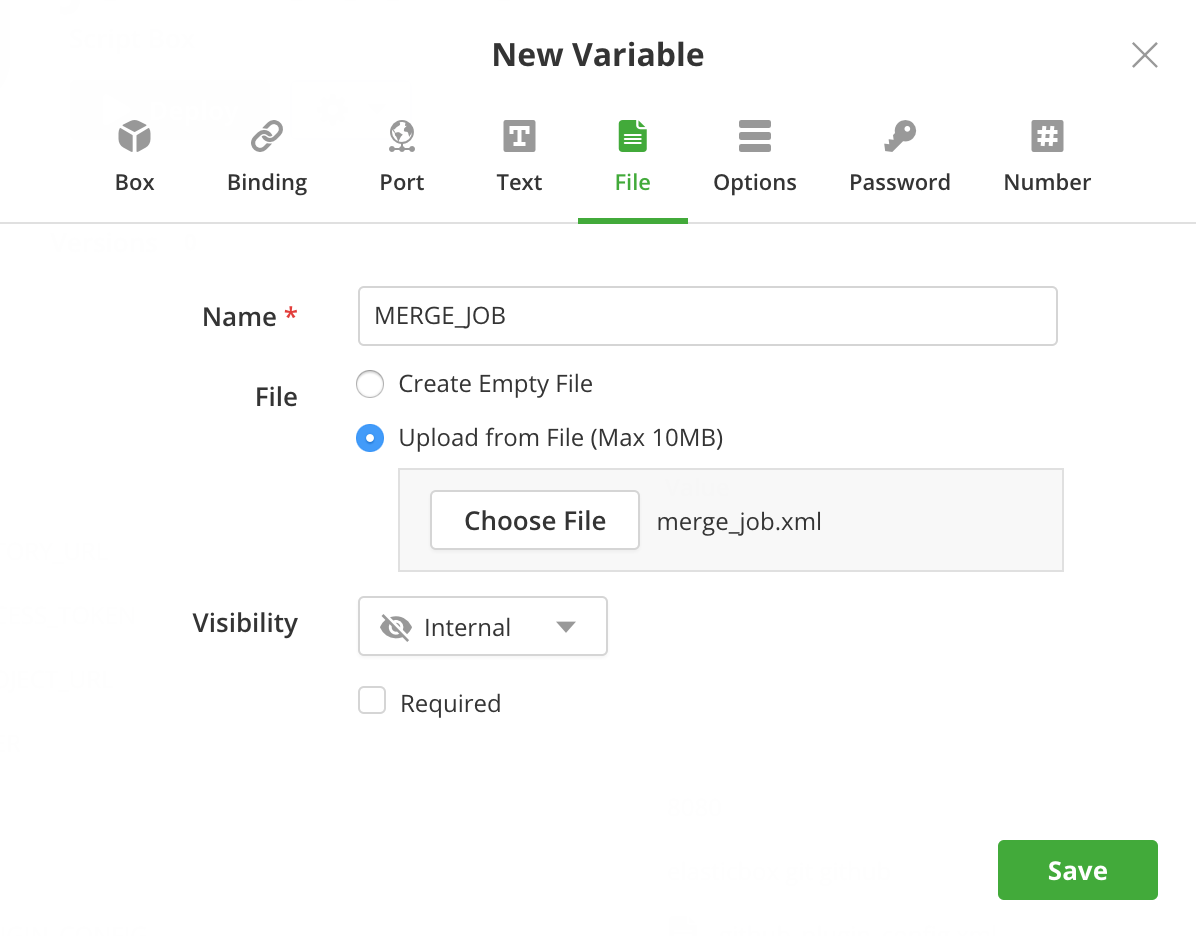 New Variable
Box Binding Port Text File Options Password Number
Name * MERGE_JOB
File Create Empty File
Upload from File (Max 10MB)
Choose File merge_job.xml
Visibility Internal
Required
Save